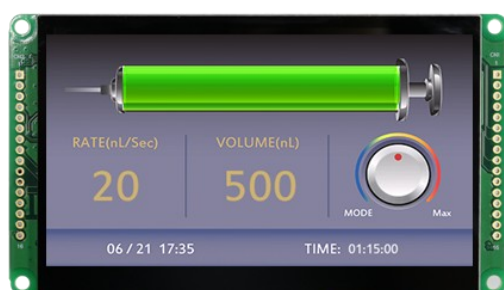 RATE(nL/Sec)
VOLUME(nL)
20
500
MODE
Max
06 / 21 17:35
TIME: 01:15:00